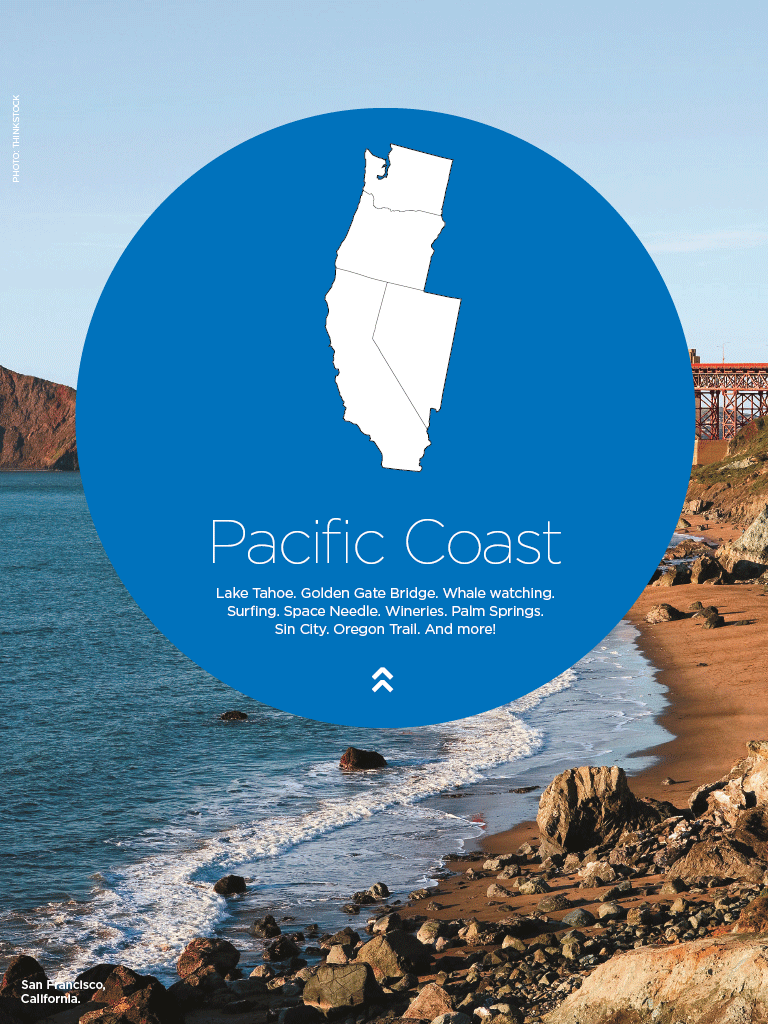 PHOTO: THINKSTOCK
Pacific Coast
Lake Tahoe. Golden Gate Bridge. Whale watching.
Surfing. Space Needle. Wineries. Palm Springs.
Sin City. Oregon Trail. And more!
San Francisco,
California.